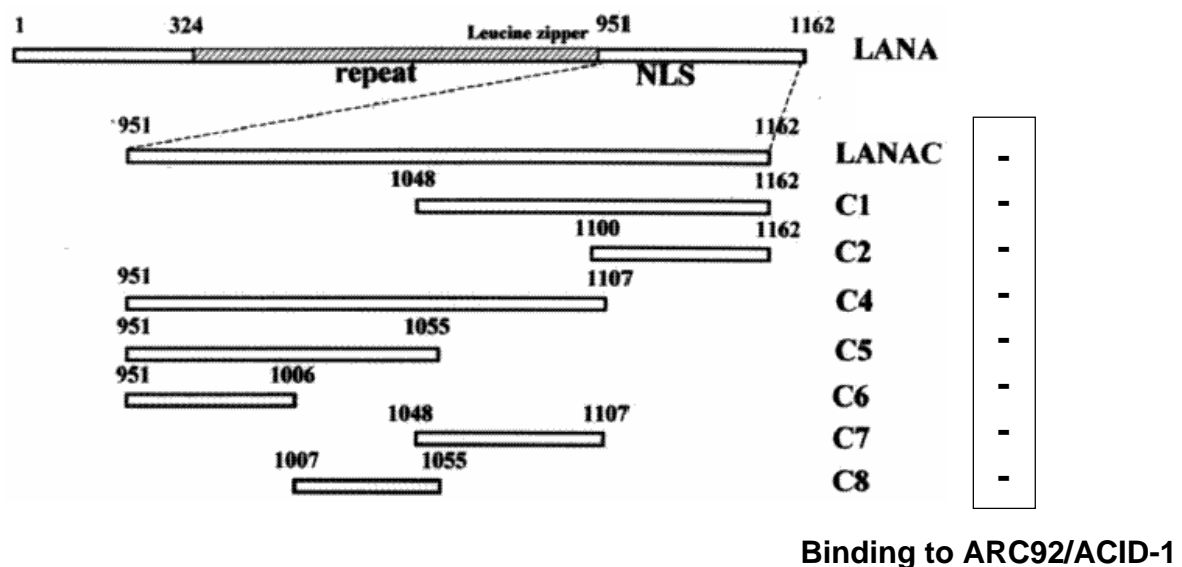 1 324 Leucine zipper 951 1162
LANA
repeat NLS
951 1162
LANAC -
1048 1162
C1 -
1100 1162
C2 -
951 1107
C4 -
951 1055
C5 -
951 1006
C6 -
1048 1107
C7 -
1007 1055
C8 -
Binding to ARC92/ACID-1